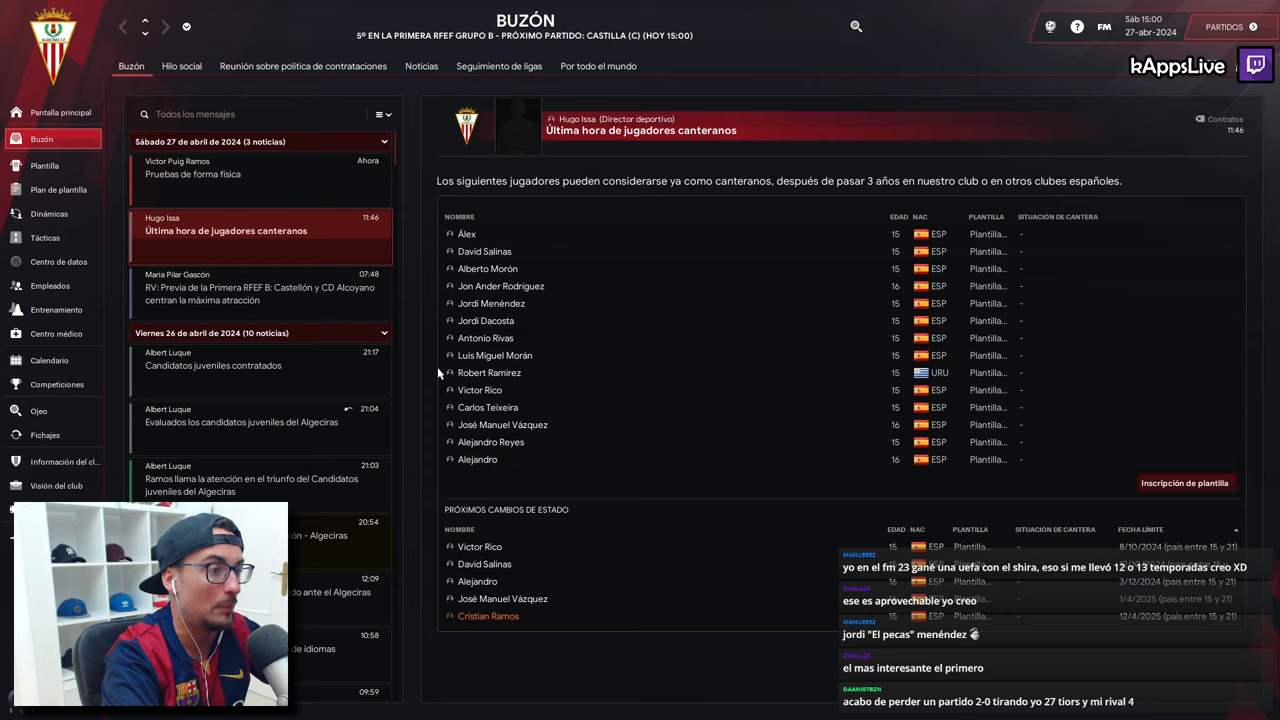 BUZÓN
5º EN LA PRIMERA RFEF GRUPO B - PRÓXIMO PARTIDO: CASTILLA (C) (HOY 15:00)
FM
Sáb 15:00
27-abr-2024
PARTIDOS
kAppsLive
Buzón
Hilo social
Reunión sobre política de contrataciones
Noticias
Seguimiento de ligas
Por todo el mundo
Pantalla principal
Buzón
Plantilla
Plan de plantilla
Dinámicas
Tácticas
Centro de datos
Empleados
Entrenamiento
Centro médico
Calendario
Competiciones
Ojeo
Fichajes
Información del cl...
Visión del club
Todos los mensajes
Sábado 27 de abril de 2024 (3 noticias)
Victor Puig Ramos Ahora
Pruebas de forma física
Hugo Issa 11:46
Última hora de jugadores canteranos
María Pilar Gascón 07:48
RV: Previa de la Primera RFEF B: Castellón y CD Alcoyano
centran la máxima atracción
Viernes 26 de abril de 2024 (10 noticias)
Albert Luque 21:17
Candidatos juveniles contratados
Albert Luque 21:04
Evaluados los candidatos juveniles del Algeciras
Albert Luque 21:03
Ramos llama la atención en el triunfo del Candidatos
juveniles del Algeciras
20:54
ón - Algeciras
12:09
do ante el Algeciras
10:58
de idiomas
09:59
Hugo Issa (Director deportivo)
Última hora de jugadores canteranos
Contratos
11:46
Los siguientes jugadores pueden considerarse ya como canteranos, después de pasar 3 años en nuestro club o en otros clubes españoles.
NOMBRE EDAD NAC PLANTILLA SITUACIÓN DE CANTERA
Álex 15 ESP Plantilla... -
David Salinas 15 ESP Plantilla... -
Alberto Morón 15 ESP Plantilla... -
Jon Ander Rodríguez 16 ESP Plantilla... -
Jordi Menéndez 15 ESP Plantilla... -
Jordi Dacosta 15 ESP Plantilla... -
Antonio Rivas 15 ESP Plantilla... -
Luis Miguel Morán 15 ESP Plantilla... -
Robert Ramírez 15 URU Plantilla... -
Victor Rico 15 ESP Plantilla... -
Carlos Teixeira 15 ESP Plantilla... -
José Manuel Vázquez 16 ESP Plantilla... -
Alejandro Reyes 15 ESP Plantilla... -
Alejandro 16 ESP Plantilla... -
Inscripción de plantilla
PRÓXIMOS CAMBIOS DE ESTADO
NOMBRE EDAD NAC PLANTILLA SITUACIÓN DE CANTERA FECHA LÍMITE
Victor Rico 15 ESP Plantilla... - 8/10/2024 (país entre 15 y 21)
David Salinas
Alejandro 3/12/2024 (país entre 15 y 21)
José Manuel Vázquez 16 ESP Plantilla... - 1/4/2025 (país entre 15 y 21)
Cristian Ramos 15 ESP Plantilla... - 12/4/2025 (país entre 15 y 21)
MANUE892
yo en el fm 23 gané una uefa con el shira, eso si me llevó 12 o 13 temporadas creo XD
ese es aprovechable yo creo
MANUE892
jordi "El pecas" menéndez
el mas interesante el primero
DAANI97BZN
acabo de perder un partido 2-0 tirando yo 27 tiors y mi rival 4